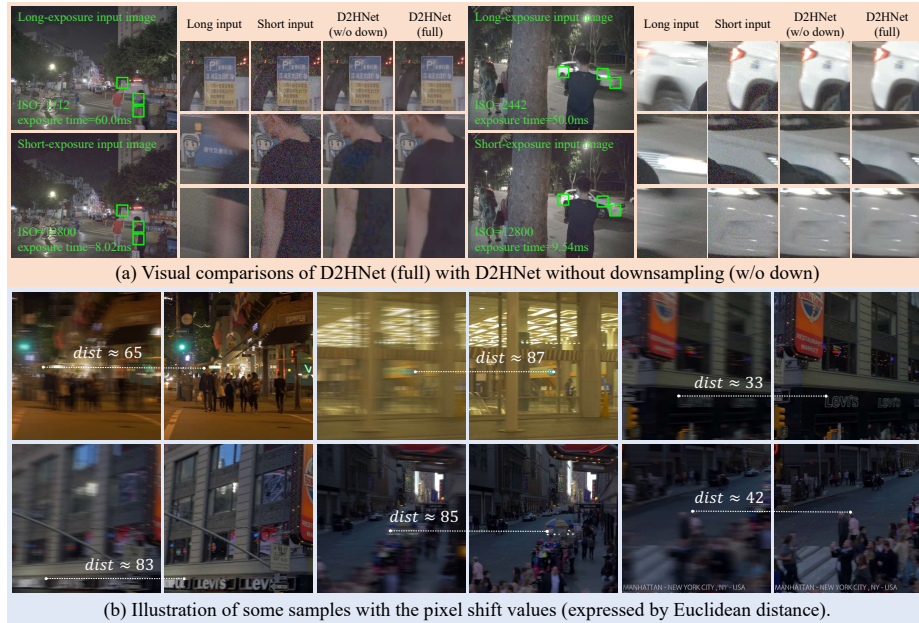 Long-exposure input image
ISO=1712
exposure time=60.0ms
Short-exposure input image
ISO=12800
exposure time=8.02ms
Long input
Short input
D2HNet
(w/o down)
D2HNet
(full)
Long-exposure input image
ISO=2442
exposure time=50.0ms
Short-exposure input image
ISO=12800
exposure time=9.54ms
Long input
Short input
D2HNet
(w/o down)
D2HNet
(full)
(a) Visual comparisons of D2HNet (full) with D2HNet without downsampling (w/o down)
dist ≈ 65
dist ≈ 87
dist ≈ 33
LEVI'S
dist ≈ 83
LEVI'S
LEVI'S
dist ≈ 85
dist ≈ 42
MANHATTAN - NEW YORK CITY , NY - USA
MANHATTAN - NEW YORK CITY , NY - USA
(b) Illustration of some samples with the pixel shift values (expressed by Euclidean distance).